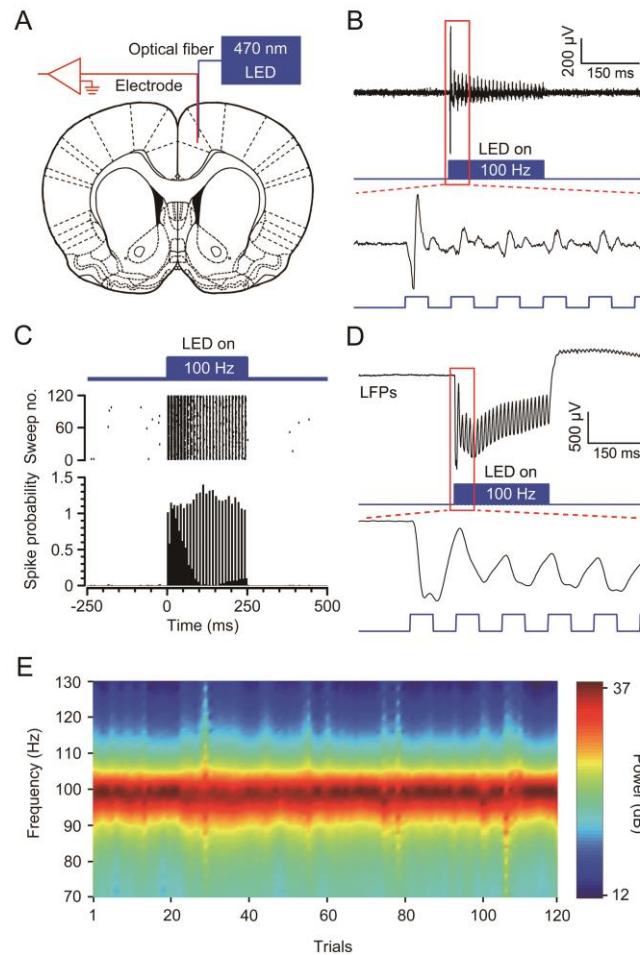 A
Optical fiber
470 nm
LED
Electrode
B
200 µV
150 ms
LED on
100 Hz
C
LED on
100 Hz
Sweep no.
120
60
0
Spike probability
1.5
1
0.5
0
-250
0
250
500
Time (ms)
D
LFPs
500 µV
150 ms
LED on
100 Hz
E
Frequency (Hz)
130
120
110
100
90
80
70
1
20
40
60
80
100
120
Trials
37
Power (dB)
12